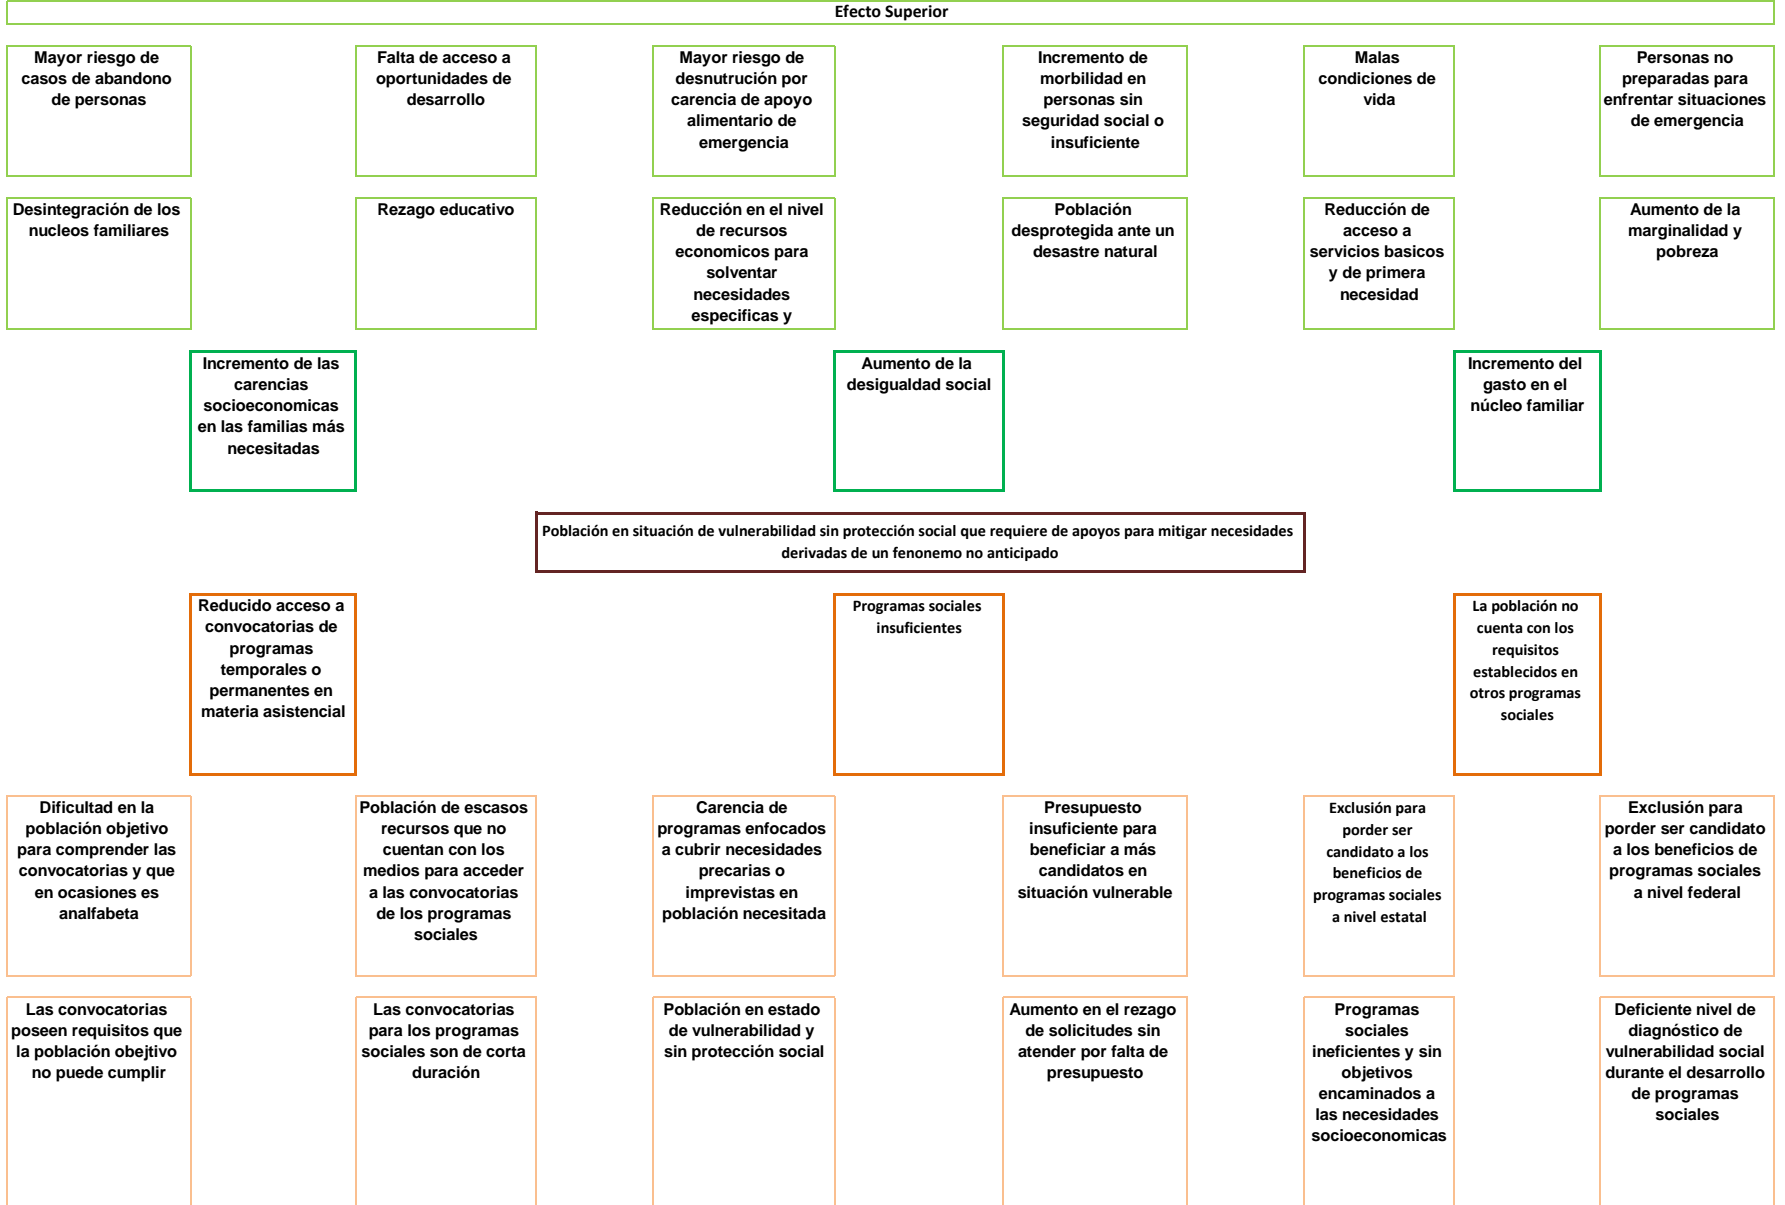 Efecto Superior
Mayor riesgo de
casos de abandono
de personas
Falta de acceso a
oportunidades de
desarrollo
Mayor riesgo de
desnutrución por
carencia de apoyo
alimentario de
emergencia
Incremento de
morbilidad en
personas sin
seguridad social o
insuficiente
Malas
condiciones de
vida
Personas no
preparadas para
enfrentar situaciones
de emergencia
Desintegración de los
nucleos familiares
Rezago educativo
Reducción en el nivel
de recursos
economicos para
solventar
necesidades
especificas y
Población
desprotegida ante un
desastre natural
Reducción de
acceso a
servicios basicos
y de primera
necesidad
Aumento de la
marginalidad y
pobreza
Incremento de las
carencias
socioeconomicas
en las familias más
necesitadas
Aumento de la
desigualdad social
Incremento del
gasto en el
núcleo familiar
Población en situación de vulnerabilidad sin protección social que requiere de apoyos para mitigar necesidades
derivadas de un fenonemo no anticipado
Reducido acceso a
convocatorias de
programas
temporales o
permanentes en
materia asistencial
Programas sociales
insuficientes
La población no
cuenta con los
requisitos
establecidos en
otros programas
sociales
Dificultad en la
población objetivo
para comprender las
convocatorias y que
en ocasiones es
analfabeta
Población de escasos
recursos que no
cuentan con los
medios para acceder
a las convocatorias
de los programas
sociales
Carencia de
programas enfocados
a cubrir necesidades
precarias o
imprevistas en
población necesitada
Presupuesto
insuficiente para
beneficiar a más
candidatos en
situación vulnerable
Exclusión para
porder ser
candidato a los
beneficios de
programas sociales
a nivel estatal
Exclusión para
porder ser candidato
a los beneficios de
programas sociales
a nivel federal
Las convocatorias
poseen requisitos que
la población obejtivo
no puede cumplir
Las convocatorias
para los programas
sociales son de corta
duración
Población en estado
de vulnerabilidad y
sin protección social
Aumento en el rezago
de solicitudes sin
atender por falta de
presupuesto
Programas
sociales
ineficientes y sin
objetivos
encaminados a
las necesidades
socioeconomicas
Deficiente nivel de
diagnóstico de
vulnerabilidad social
durante el desarrollo
de programas
sociales